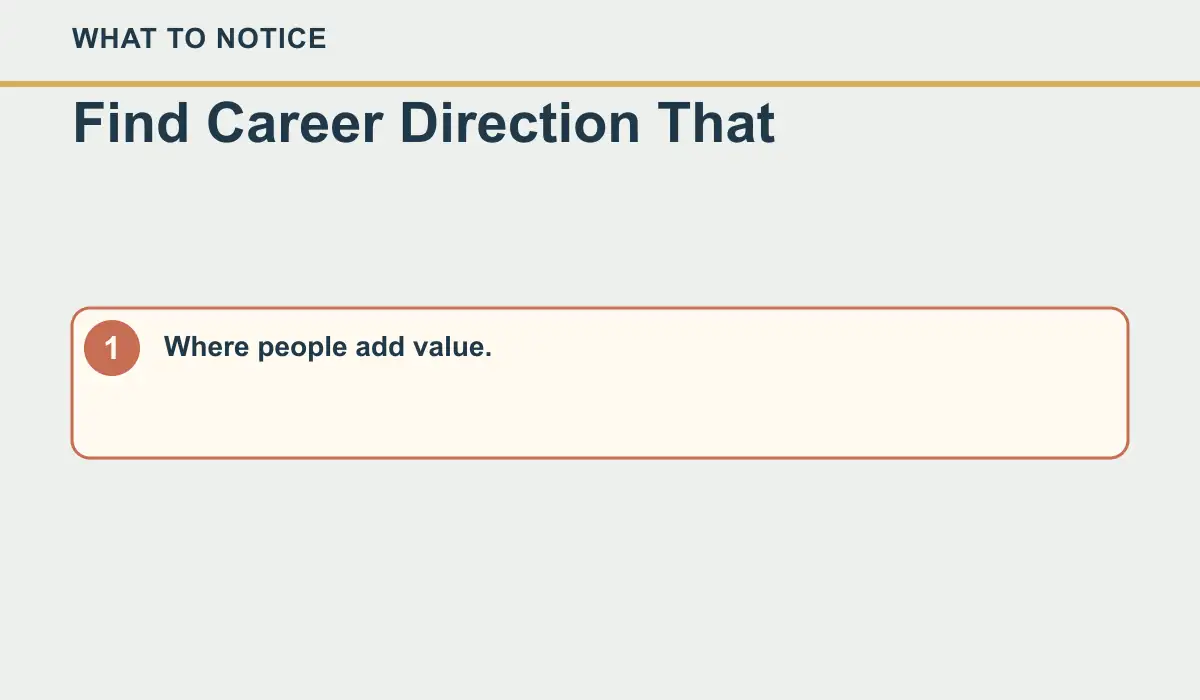 WHAT TO NOTICE
Find Career Direction That
1
Where people add value.